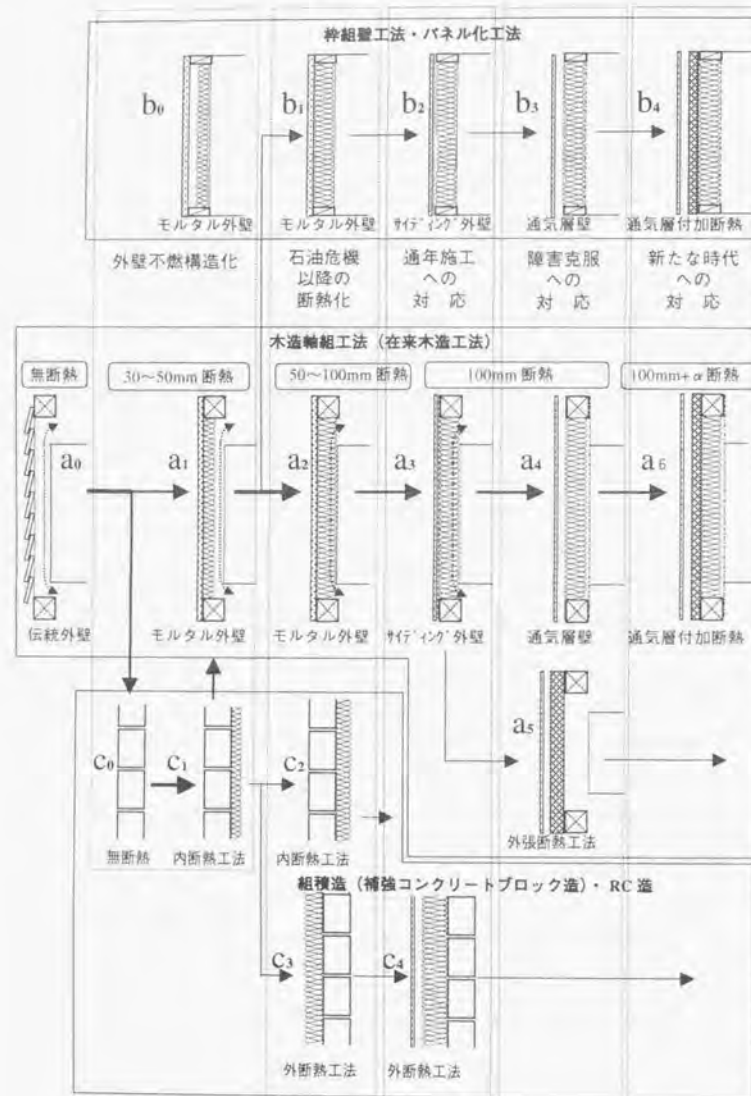 枠組壁工法・パネル化工法
b₀
b₁
b₂
b₃
b₄
モルタル外壁
モルタル外壁
ｻｲﾃﾞｨﾝｸﾞ外壁
通気層壁
通気層付加断熱
外壁不燃構造化
石油危機
以降の
断熱化
通年施工
への
対　応
障害克服
への
対　応
新たな時代
への
対　応
木造軸組工法（在来木造工法）
無断熱
30～50mm 断熱
50～100mm 断熱
100mm 断熱
100mm+α断熱
a₀
a₁
a₂
a₃
a₄
a₆
伝統外壁
モルタル外壁
モルタル外壁
ｻｲﾃﾞｨﾝｸﾞ外壁
通気層壁
通気層付加断熱
a₅
外張断熱工法
c₀
c₁
c₂
無断熱
内断熱工法
内断熱工法
組積造（補強コンクリートブロック造）・RC 造
c₃
c₄
外断熱工法
外断熱工法